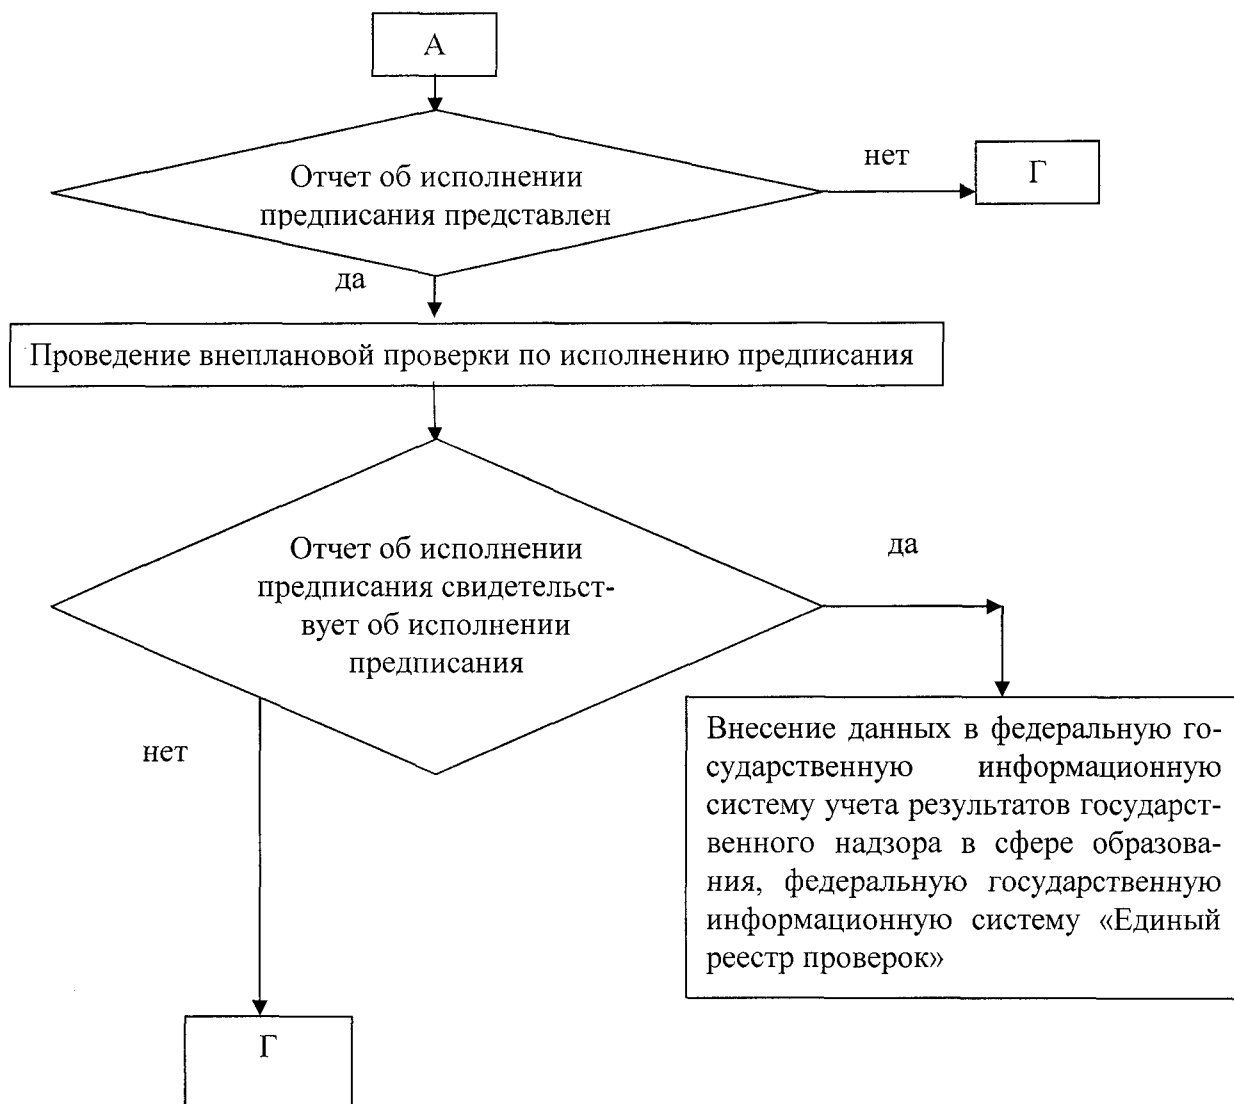 А
Отчет об исполнении
предписания представлен
нет
Г
да
Проведение внеплановой проверки по исполнению предписания
Отчет об исполнении
предписания свидетельст-
вует об исполнении
предписания
да
нет
Внесение данных в федеральную го-
сударственную информационную
систему учета результатов государст-
венного надзора в сфере образова-
ния, федеральную государственную
информационную систему «Единый
реестр проверок»
Г